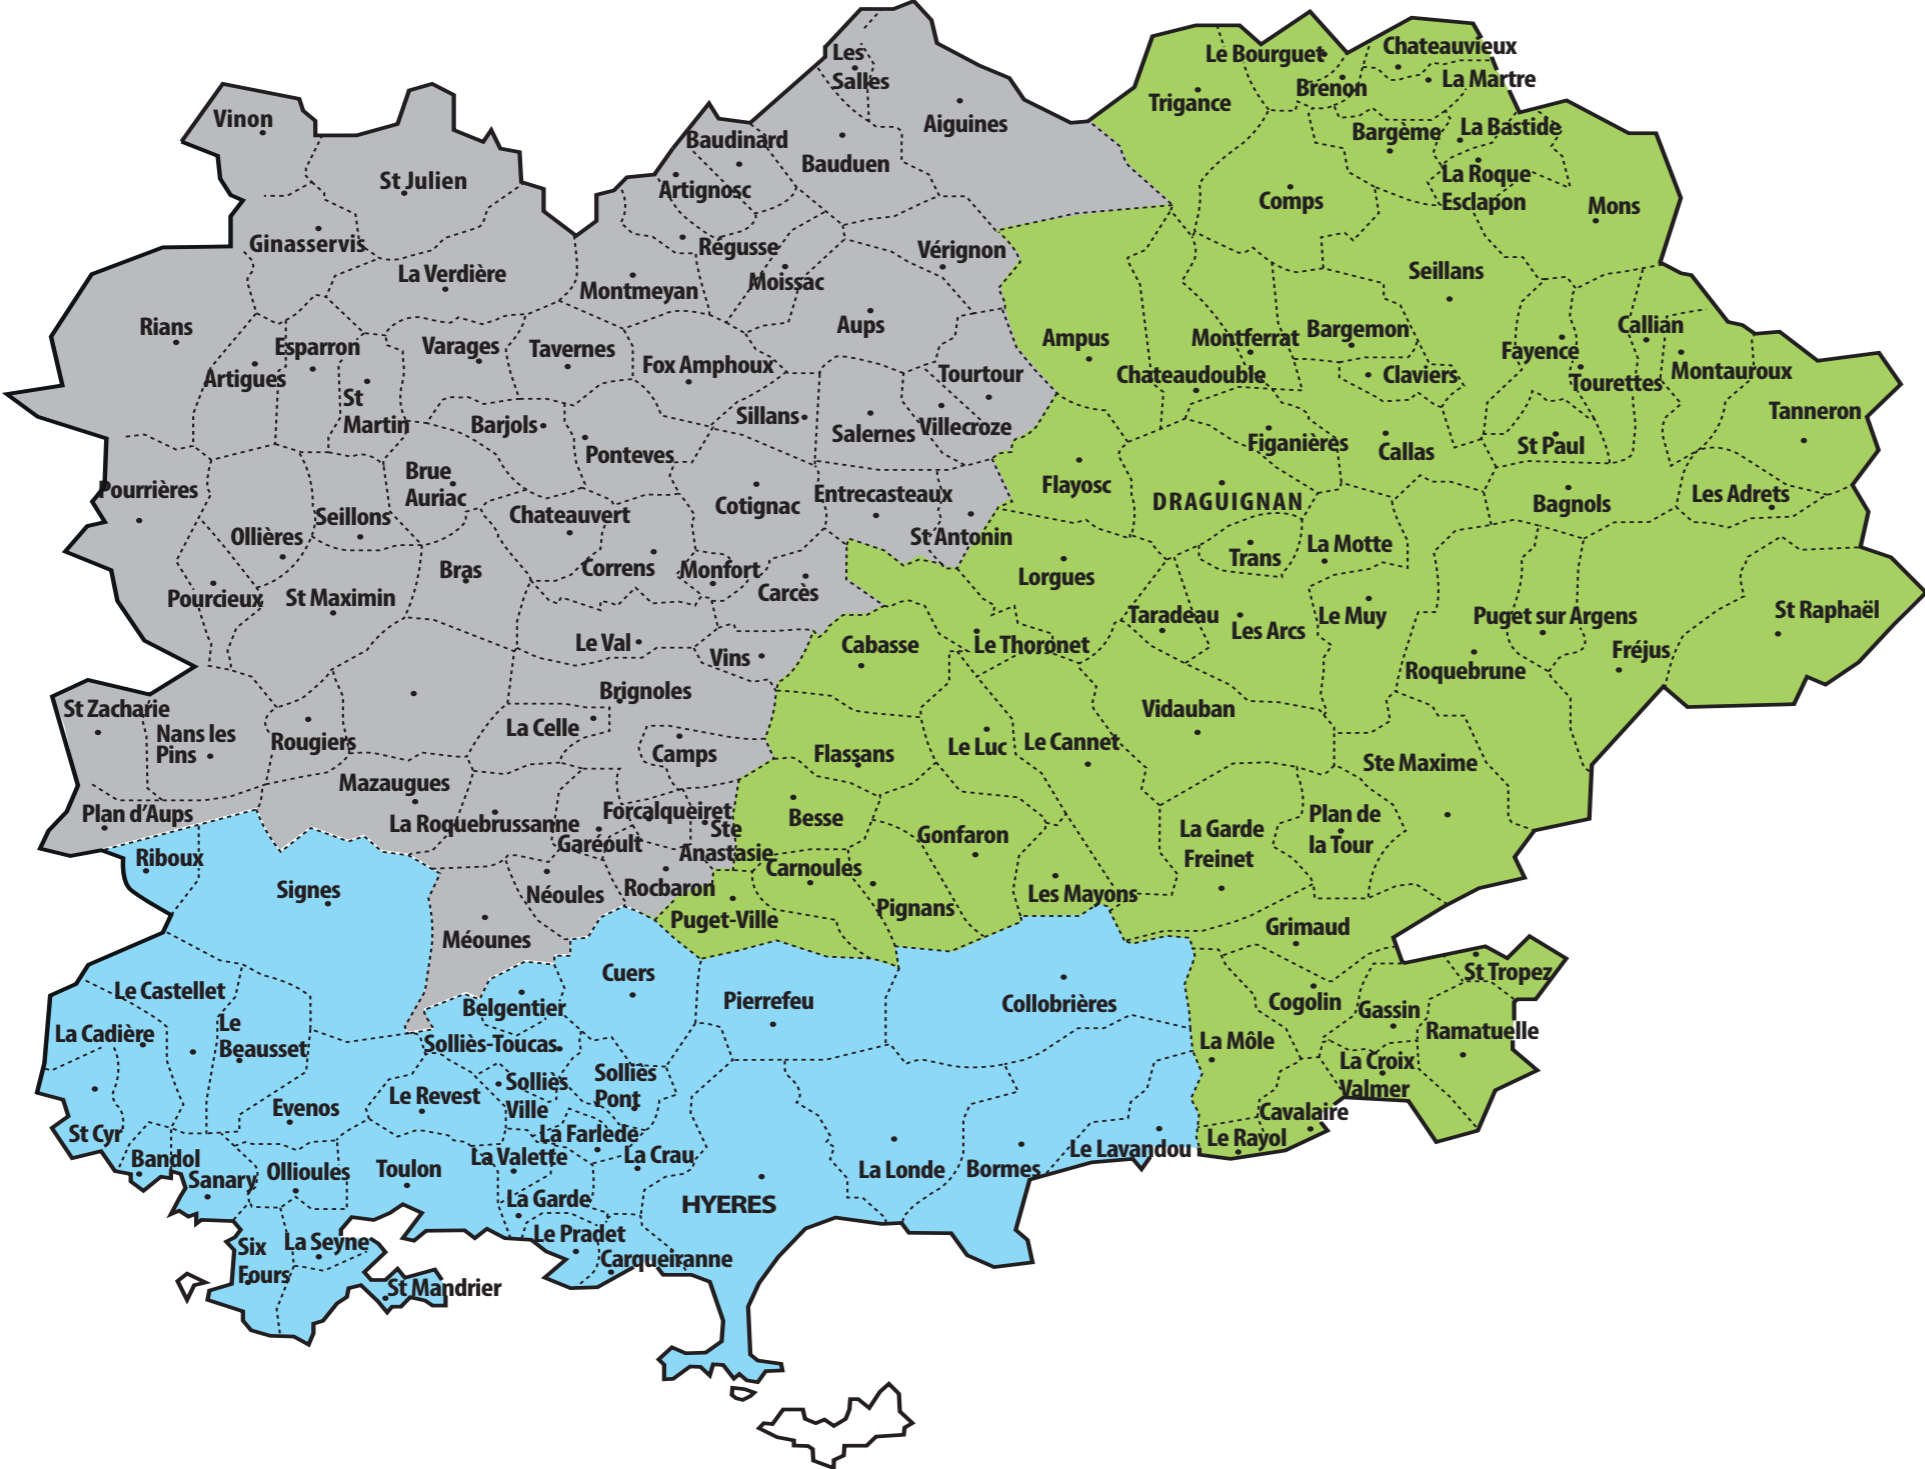 Les
Salles
Le Bourguet
Chateauvieux
Brenon
La Martre
Trigance
Vinon
Aiguines
Baudinard
Bauduen
Bargème
La Bastide
St Julien
Artignosc
La Roque
Esclapon
Comps
Mons
Ginasservis
Régusse
Vérignon
La Verdière
Montmeyan
Moissac
Seillans
Rians
Esparron
Artigues
Varages
Tavernes
Fox Amphoux
Aups
Ampus
Montferrat
Bargemon
Callian
Fayence
Tourettes
Montauroux
Chateaudouble
Claviers
Tourtour
St
Martin
Barjols
Sillans
Salernes
Villecroze
Tanneron
Ponteves
Figanières
Callas
St Paul
Brue
Auriac
Pourrières
Cotignac
Entrecasteaux
Flayosc
DRAGUIGNAN
Bagnols
Les Adrets
Seillons
Chateauvert
Ollières
St Antonin
Trans
La Motte
Bras
Correns
Monfort
Carcès
Lorgues
Pourcieux
St Maximin
Taradeau
Les Arcs
Le Muy
Puget sur Argens
St Raphaël
Le Val
Vins
Cabasse
Le Thoronet
Roquebrune
Fréjus
Brignoles
St Zacharie
Nans les
Pins
Rougiers
La Celle
Camps
Flassans
Le Luc
Le Cannet
Vidauban
Ste Maxime
Mazaugues
Plan d'Aups
La Roquebrussanne
Forcalqueiret
Garéoult
Ste
Anastasie
Besse
Gonfaron
La Garde
Freinet
Plan de
la Tour
Riboux
Signes
Néoules
Rocbaron
Carnoules
Puget-Ville
Pignans
Les Mayons
Méounes
Grimaud
Cuers
Le Castellet
Belgentier
Pierrefeu
Collobrières
Cogolin
Gassin
St Tropez
La Cadière
Le
Beausset
Solliès-Toucas
La Môle
Ramatuelle
La Croix
Valmer
Solliès
Ville
Solliès
Pont
Le Revest
Evenos
Cavalaire
St Cyr
La Farlede
Le Rayol
Bandol
Sanary
Ollioules
Toulon
La Valette
La Crau
La Londe
Bormes
Le Lavandou
La Garde
HYERES
Le Pradet
Six
Fours
La Seyne
Carqueiranne
St Mandrier